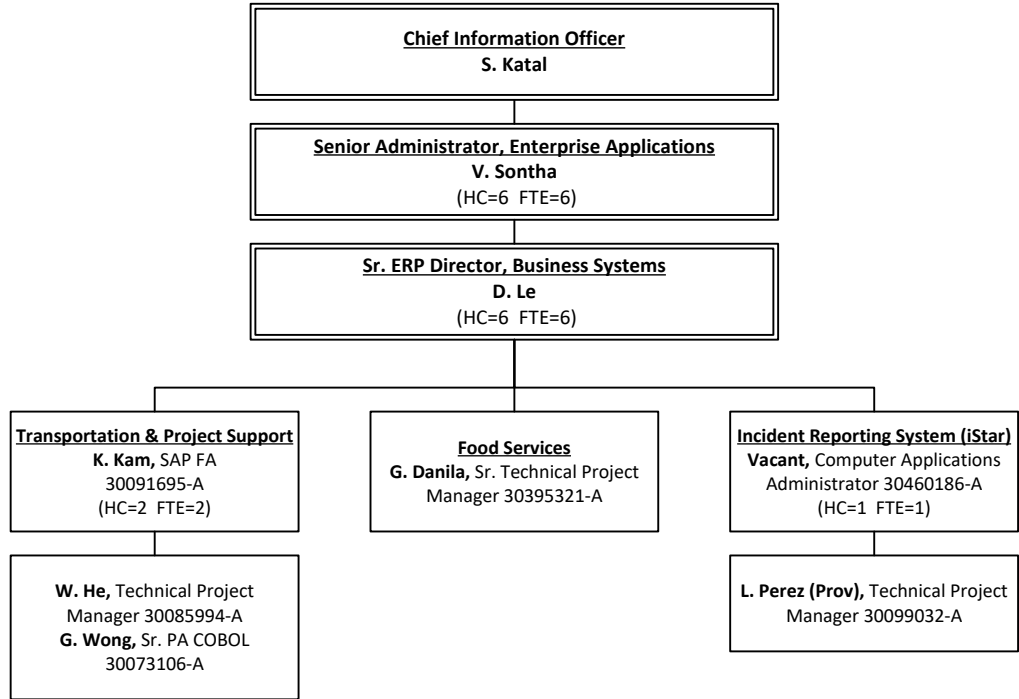 Chief Information Officer
S. Katal
Senior Administrator, Enterprise Applications
V. Sontha
(HC=6 FTE=6)
Sr. ERP Director, Business Systems
D. Le
(HC=6 FTE=6)
Transportation & Project Support
K. Kam, SAP FA
30091695-A
(HC=2 FTE=2)
Food Services
G. Danila, Sr. Technical Project
Manager 30395321-A
Incident Reporting System (iStar)
Vacant, Computer Applications
Administrator 30460186-A
(HC=1 FTE=1)
W. He, Technical Project
Manager 30085994-A
G. Wong, Sr. PA COBOL
30073106-A
L. Perez (Prov), Technical Project
Manager 30099032-A